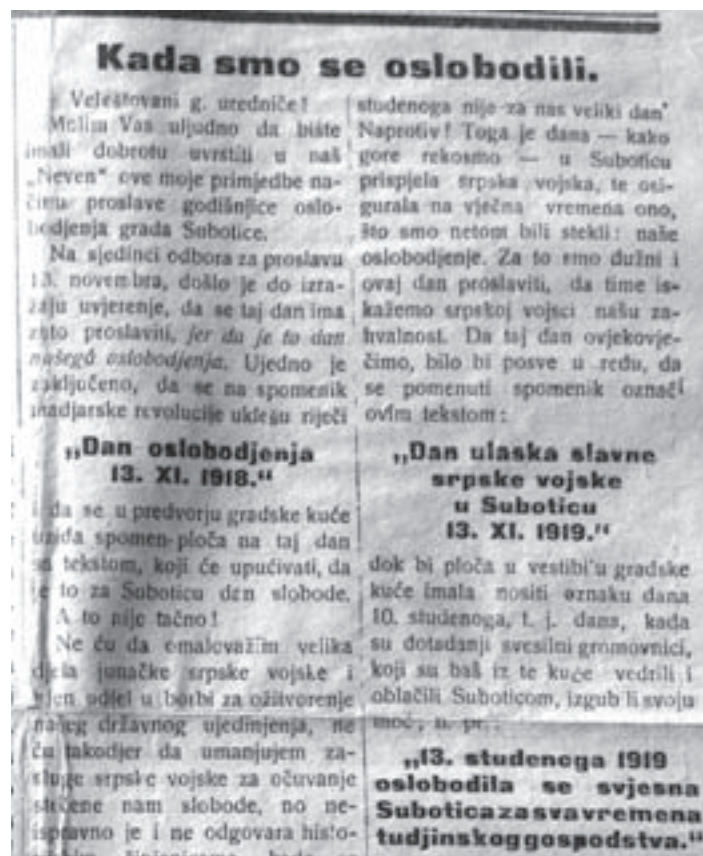 Kada smo se oslobodili.
Veleštovani g. uredniče!
Molim Vas uljudno da bište
imali dobrotu uvrstiti u naš
„Neven" ove moje primjedbe na-
čimu proslave godišnjice oslo-
bodjenja grada Subotice.
Na sjedinci odbora za proslavu
13. novembra, došlo je do izra-
žaju uvjerenje, da se taj dan ima
zato proslaviti, jer da je to dan
našega oslobodjenja. Ujedno je
zaključeno, da se na spomenik
madjarske revolucije uklešu riječi
„Dan oslobodjenja
13. XI. 1918."
i da se u predvorju gradske kuće
uzida spomen-ploča na taj dan
sa tekstom, koji će upućivati, da
je to za Suboticu den slobode.
A to nije tačno!
Ne ću da omalovažim velika
djela junačke srpske vojske i
njen udjel u borbi za oživotvorenje
našeg državnog ujedinjenja, ne
ću takodjer da umanjujem za-
sluge srpske vojske za očuvanje
stečene nam slobode, no ne-
ispravno je i ne odgovara histo-
studenoga nije za nas veliki dan'
Naprotiv! Toga je dana — kako
gore rekosmo — u Suboticu
prispjela srpska vojska, te osi-
gurala na vječna vremena ono,
što smo netom bili stekli: naše
oslobodjenje. Za to smo dužni i
ovaj dan proslaviti, da time is-
kažemo srpskoj vojsci našu za-
hvalnost. Da taj dan ovjekovje-
čimo, bilo bi posve u redu, da
se pomenuti spomenik označi
ovim tekstom:
„Dan ulaska slavne
srpske vojske
u Suboticu
13. XI. 1919."
dok bi ploča u vestibi'u gradske
kuće imala nositi oznaku dana
10. studenoga, t. j. dana, kada
su dotadanji svesilni gromovnici,
koji su baš iz te kuće vedrili i
oblačili Suboticom, izgub li svoju
moć, n. pr.:
„13. studenoga 1919
oslobodila se svjesna
Subotica za sva vremena
tudjinskog gospodstva."